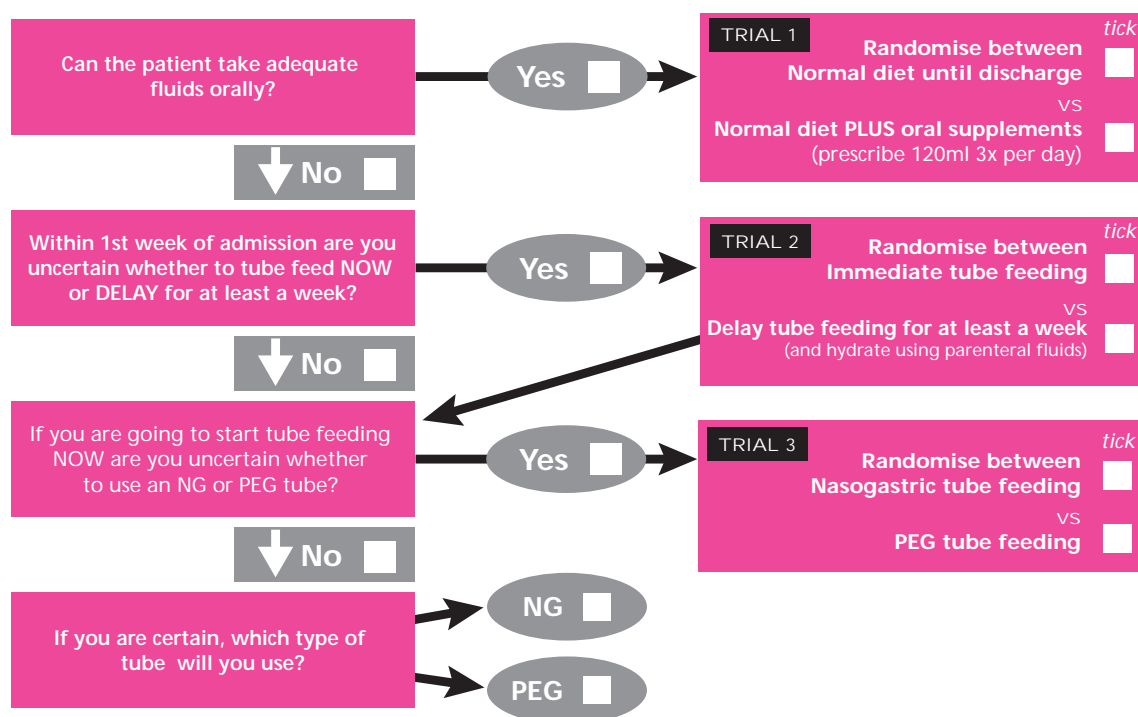 Can the patient take adequate
fluids orally?
Yes
TRIAL 1
tick
Randomise between
Normal diet until discharge
vs
Normal diet PLUS oral supplements
(prescribe 120ml 3x per day)
No
Within 1st week of admission are you
uncertain whether to tube feed NOW
or DELAY for at least a week?
Yes
TRIAL 2
tick
Randomise between
Immediate tube feeding
vs
Delay tube feeding for at least a week
(and hydrate using parenteral fluids)
No
If you are going to start tube feeding
NOW are you uncertain whether
to use an NG or PEG tube?
Yes
TRIAL 3
tick
Randomise between
Nasogastric tube feeding
vs
PEG tube feeding
No
If you are certain, which type of
tube will you use?
NG
PEG